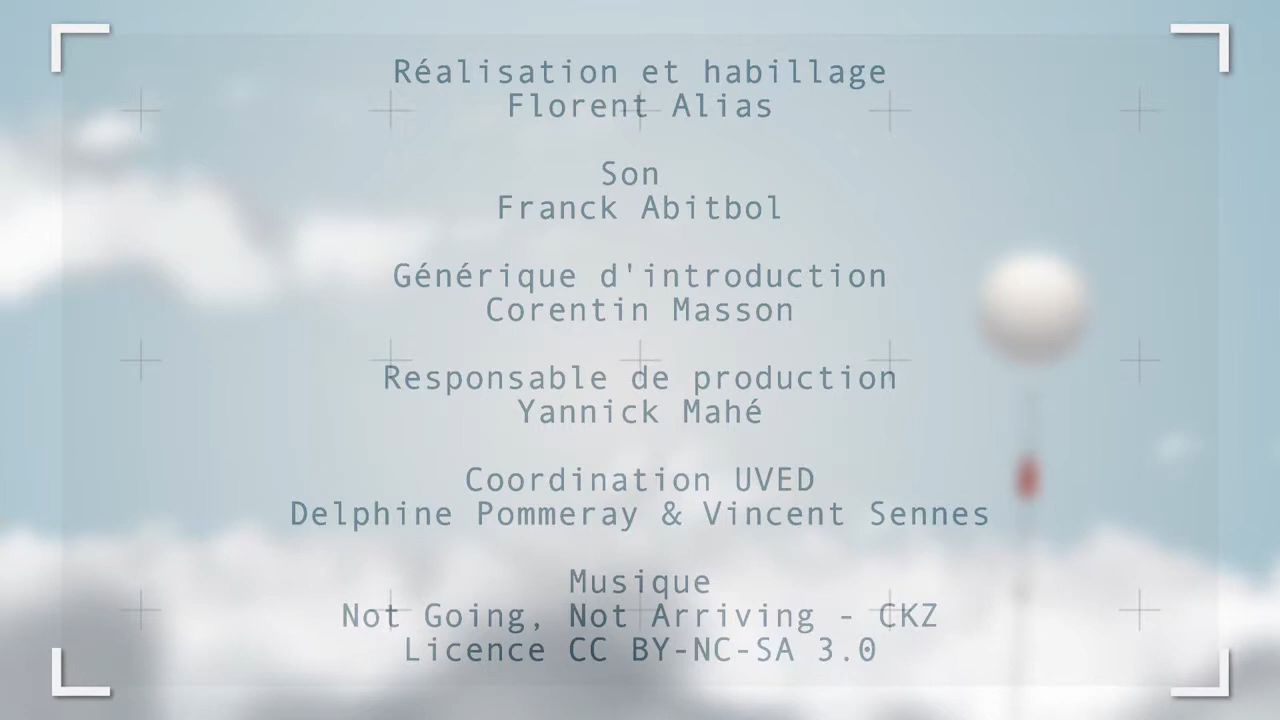 Réalisation et habillage
Florent Alias
Son
Franck Abitbol
Générique d'introduction
Corentin Masson
Responsable de production
Yannick Mahé
Coordination UVED
Delphine Pommeray & Vincent Sennes
Musique
Not Going, Not Arriving - CKZ
Licence CC BY-NC-SA 3.0